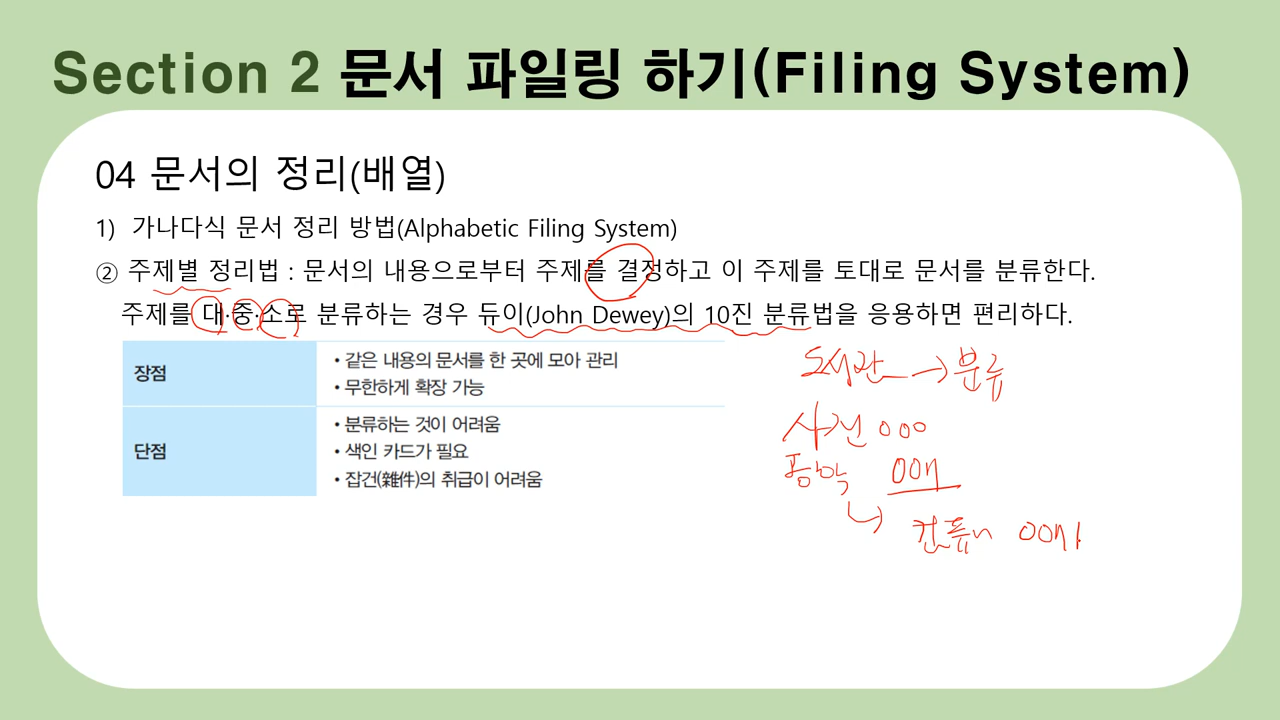 Section 2 문서 파일링 하기(Filing System)
04 문서의 정리(배열)
1) 가나다식 문서 정리 방법(Alphabetic Filing System)
② 주제별 정리법 : 문서의 내용으로부터 주제를 결정하고 이 주제를 토대로 문서를 분류한다.
주제를 대·중·소로 분류하는 경우 듀이(John Dewey)의 10진 분류법을 응용하면 편리하다.
장점
• 같은 내용의 문서를 한 곳에 모아 관리
• 무한하게 확장 가능
단점
• 분류하는 것이 어려움
• 색인 카드가 필요
• 잡건(雜件)의 취급이 어려움
도서관 → 분류
사전 000